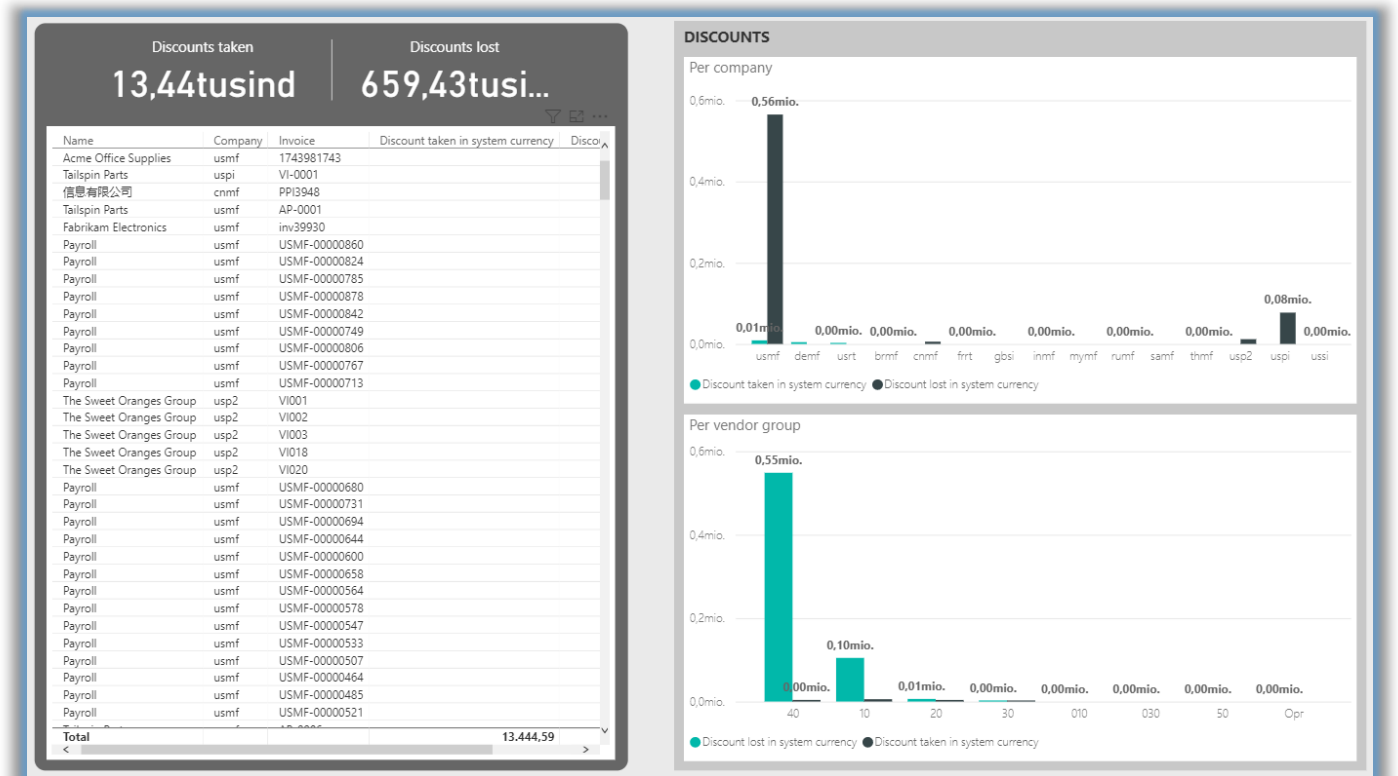 Discounts taken
13,44tusind
Discounts lost
659,43tusi...
Name Company Invoice Discount taken in system currency Discou
Acme Office Supplies usmf 1743981743
Tailspin Parts uspi VI-0001
信息有限公司 cnmf PPI3948
Tailspin Parts usmf AP-0001
Fabrikam Electronics usmf inv39930
Payroll usmf USMF-00000860
Payroll usmf USMF-00000824
Payroll usmf USMF-00000785
Payroll usmf USMF-00000878
Payroll usmf USMF-00000842
Payroll usmf USMF-00000749
Payroll usmf USMF-00000806
Payroll usmf USMF-00000767
Payroll usmf USMF-00000713
The Sweet Oranges Group usp2 VI001
The Sweet Oranges Group usp2 VI002
The Sweet Oranges Group usp2 VI003
The Sweet Oranges Group usp2 VI018
The Sweet Oranges Group usp2 VI020
Payroll usmf USMF-00000680
Payroll usmf USMF-00000731
Payroll usmf USMF-00000694
Payroll usmf USMF-00000644
Payroll usmf USMF-00000600
Payroll usmf USMF-00000658
Payroll usmf USMF-00000564
Payroll usmf USMF-00000578
Payroll usmf USMF-00000547
Payroll usmf USMF-00000533
Payroll usmf USMF-00000507
Payroll usmf USMF-00000464
Payroll usmf USMF-00000485
Payroll usmf USMF-00000521
Total 13.444,59
DISCOUNTS
Per company
0,6mio.
0,56mio.
0,4mio.
0,2mio.
0,08mio.
0,01mio. 0,00mio. 0,00mio. 0,00mio. 0,00mio. 0,00mio. 0,00mio. 0,00mio.
0,0mio.
usmf demf usrt brmf cnmf frrt gbsi inmf mymf rumf samf thmf usp2 uspi ussi
Discount taken in system currency Discount lost in system currency
Per vendor group
0,6mio.
0,55mio.
0,4mio.
0,2mio.
0,10mio.
0,00mio. 0,01mio. 0,00mio. 0,00mio. 0,00mio. 0,00mio. 0,00mio.
0,0mio.
40 10 20 30 010 030 50 Opr
Discount lost in system currency Discount taken in system currency